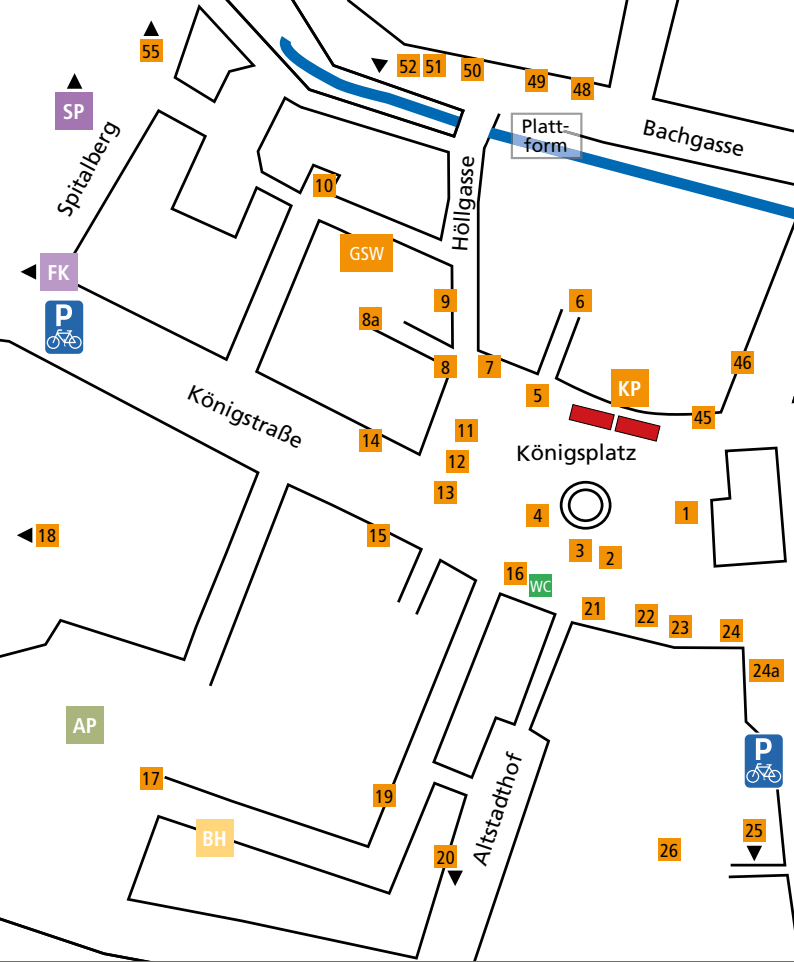 55
52
51
50
49
48
SP
Platt-
form
Bachgasse
Spitalberg
10
Höllgasse
GSW
FK
P
9
6
8a
8
7
46
5
KP
45
Königstraße
14
11
Königsplatz
12
13
4
1
18
15
3
2
16
WC
21
22
23
24
24a
AP
P
17
19
Altstadthof
BH
20
26
25